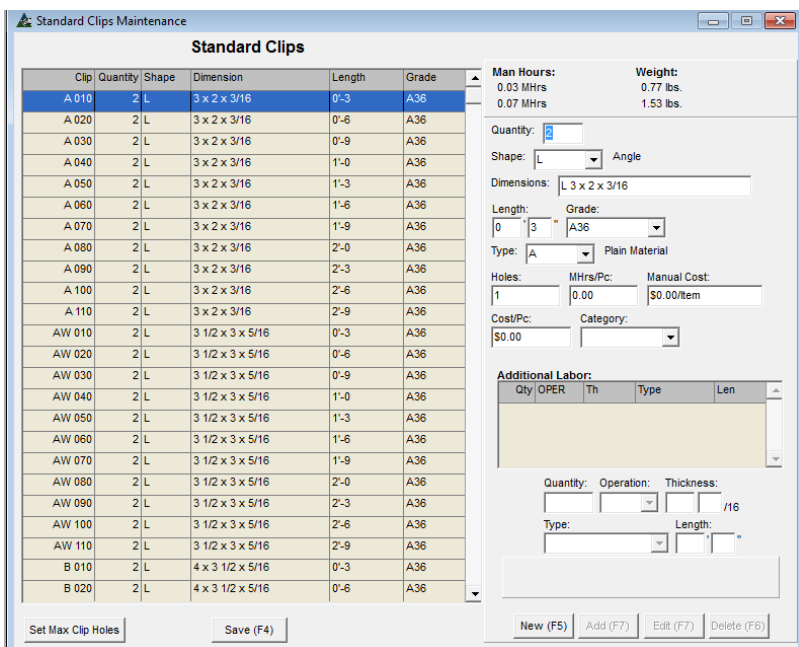 Standard Clips Maintenance
Standard Clips
Clip Quantity Shape Dimension Length Grade
A 010 2 L 3 x 2 x 3/16 0'-3 A36
A 020 2 L 3 x 2 x 3/16 0'-6 A36
A 030 2 L 3 x 2 x 3/16 0'-9 A36
A 040 2 L 3 x 2 x 3/16 1'-0 A36
A 050 2 L 3 x 2 x 3/16 1'-3 A36
A 060 2 L 3 x 2 x 3/16 1'-6 A36
A 070 2 L 3 x 2 x 3/16 1'-9 A36
A 080 2 L 3 x 2 x 3/16 2'-0 A36
A 090 2 L 3 x 2 x 3/16 2'-3 A36
A 100 2 L 3 x 2 x 3/16 2'-6 A36
A 110 2 L 3 x 2 x 3/16 2'-9 A36
AW 010 2 L 3 1/2 x 3 x 5/16 0'-3 A36
AW 020 2 L 3 1/2 x 3 x 5/16 0'-6 A36
AW 030 2 L 3 1/2 x 3 x 5/16 0'-9 A36
AW 040 2 L 3 1/2 x 3 x 5/16 1'-0 A36
AW 050 2 L 3 1/2 x 3 x 5/16 1'-3 A36
AW 060 2 L 3 1/2 x 3 x 5/16 1'-6 A36
AW 070 2 L 3 1/2 x 3 x 5/16 1'-9 A36
AW 080 2 L 3 1/2 x 3 x 5/16 2'-0 A36
AW 090 2 L 3 1/2 x 3 x 5/16 2'-3 A36
AW 100 2 L 3 1/2 x 3 x 5/16 2'-6 A36
AW 110 2 L 3 1/2 x 3 x 5/16 2'-9 A36
B 010 2 L 4 x 3 1/2 x 5/16 0'-3 A36
B 020 2 L 4 x 3 1/2 x 5/16 0'-6 A36
Set Max Clip Holes Save (F4)
Man Hours: Weight:
0.03 MHrs 0.77 lbs.
0.07 MHrs 1.53 lbs.
Quantity: 2
Shape: L Angle
Dimensions: L 3 x 2 x 3/16
Length: Grade:
0 ' 3 " A36
Type: A Plain Material
Holes: MHrs/Pc: Manual Cost:
1 0.00 $0.00/Item
Cost/Pc: Category:
$0.00
Additional Labor:
Qty OPER Th Type Len
Quantity: Operation: Thickness:
/16
Type: Length:
' "
New (F5) Add (F7) Edit (F7) Delete (F6)